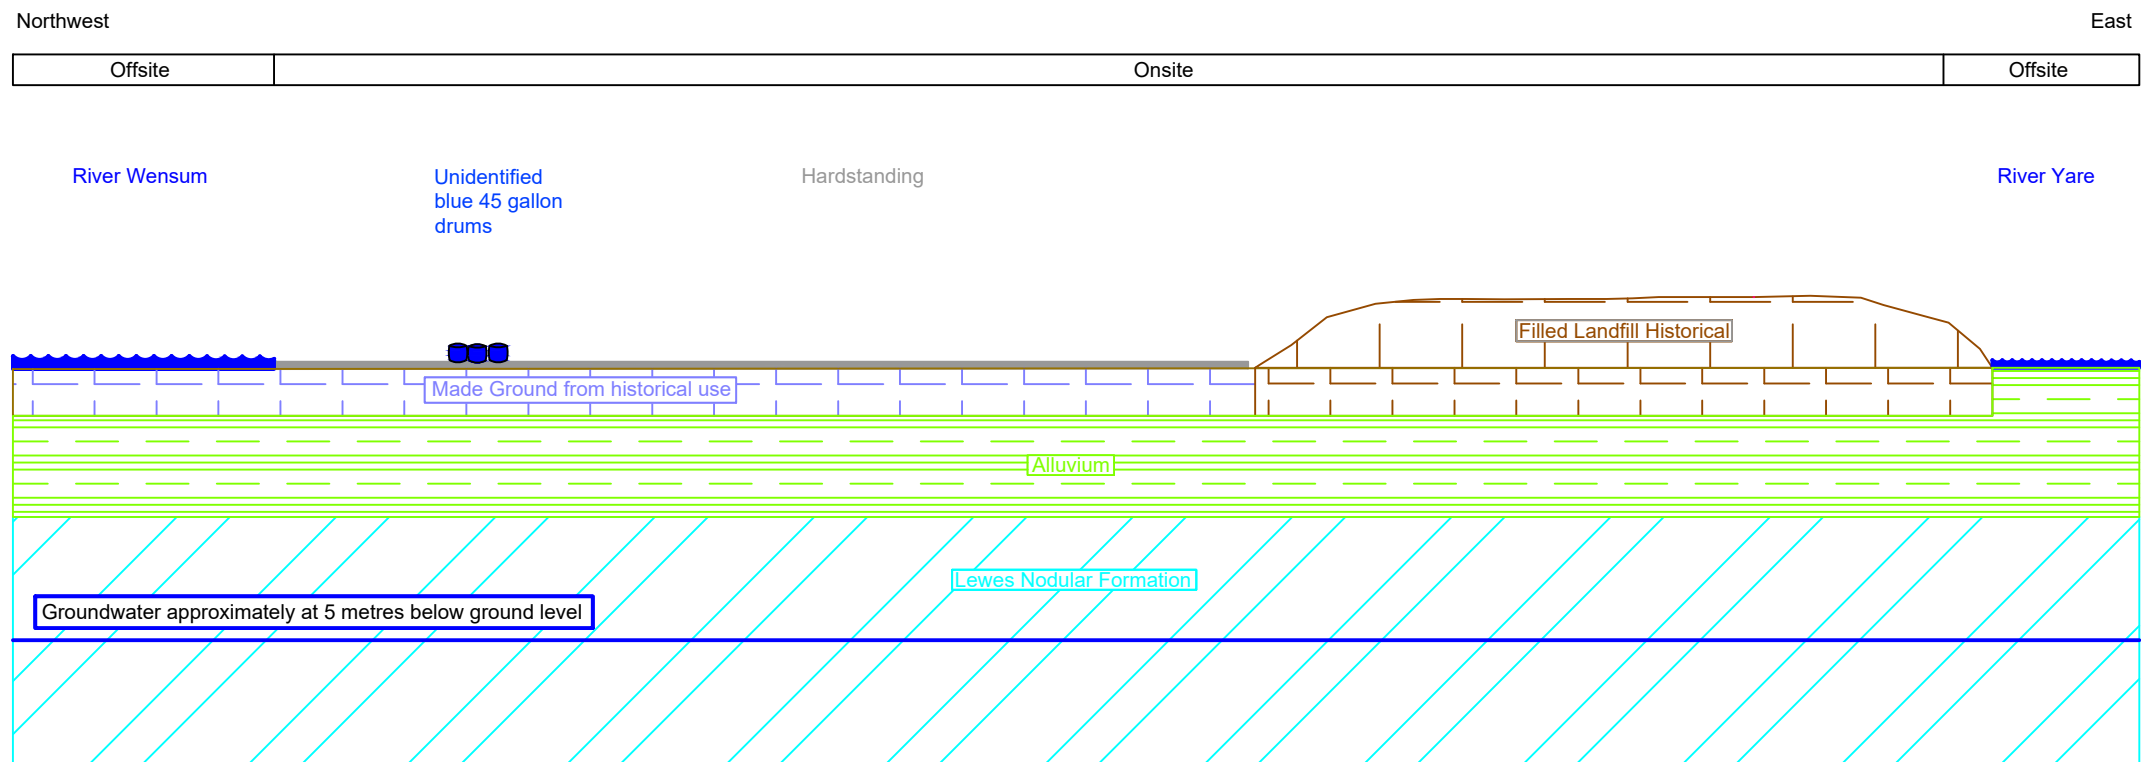 Northwest
East
Offsite
Onsite
Offsite
River Wensum
Unidentified
blue 45 gallon
drums
Hardstanding
River Yare
Filled Landfill Historical
Made Ground from historical use
Alluvium
Lewes Nodular Formation
Groundwater approximately at 5 metres below ground level